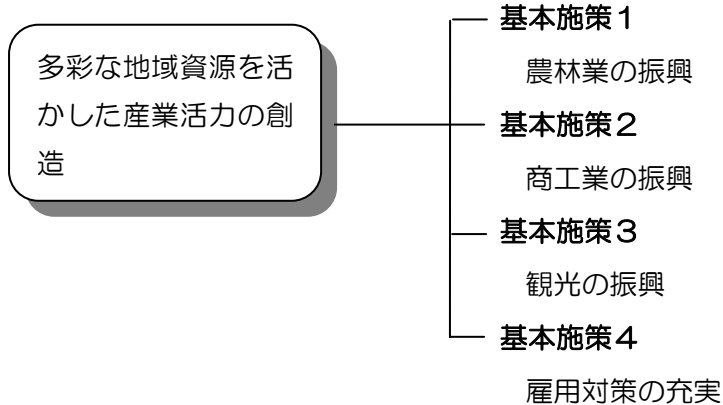 多彩な地域資源を活
かした産業活力の創
造
基本施策1
農林業の振興
基本施策2
商工業の振興
基本施策3
観光の振興
基本施策4
雇用対策の充実